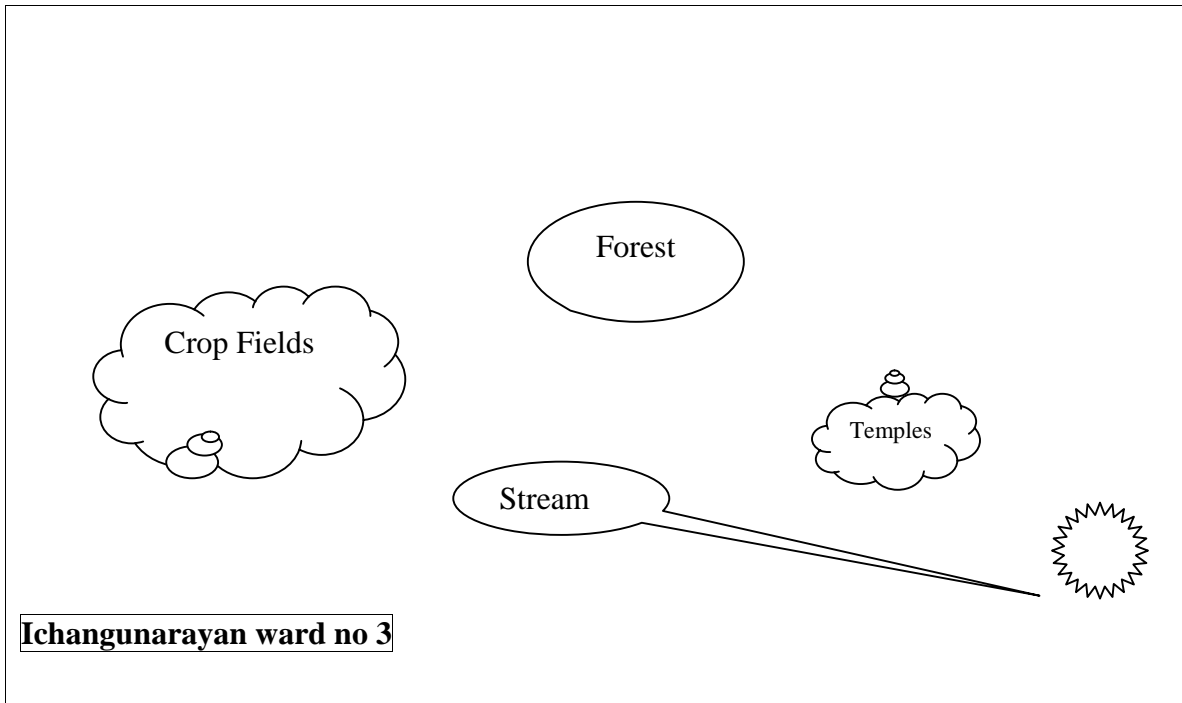 Forest
Crop Fields
Temples
Stream
Ichangunarayan ward no 3